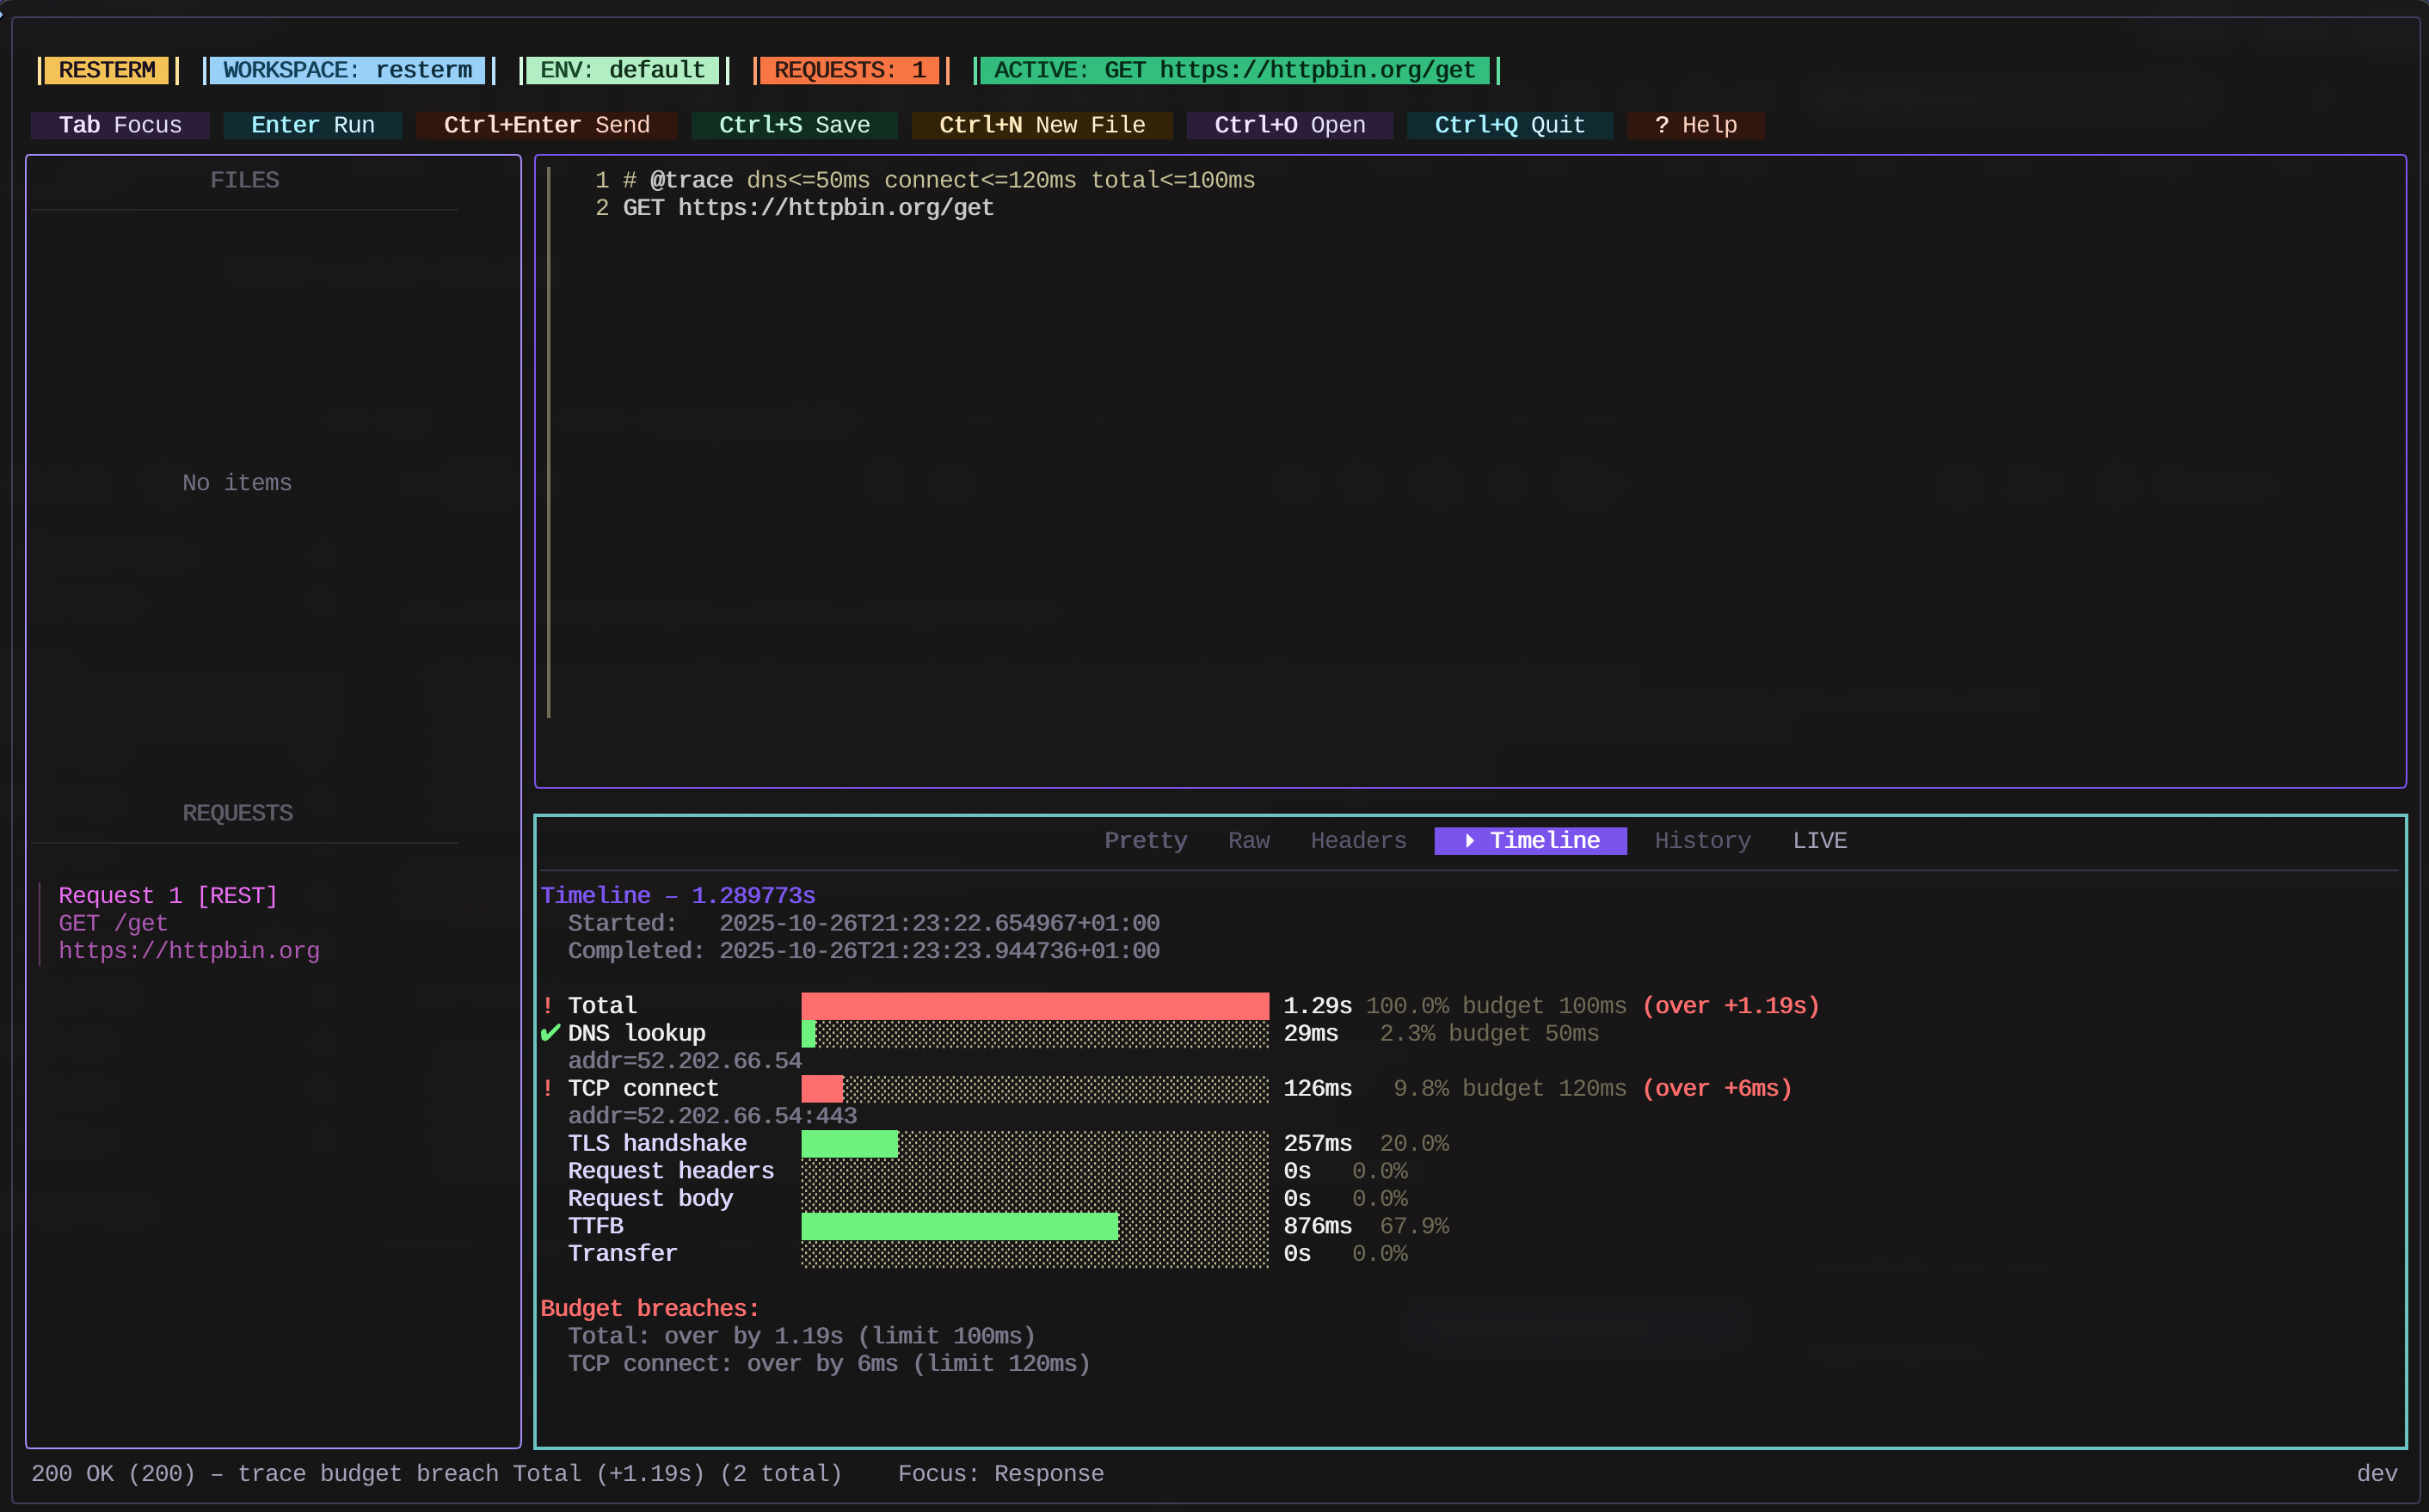 RESTERM WORKSPACE: resterm ENV: default REQUESTS: 1 ACTIVE: GET https://httpbin.org/get
Tab Focus Enter Run Ctrl+Enter Send Ctrl+S Save Ctrl+N New File Ctrl+O Open Ctrl+Q Quit ? Help
FILES
No items
REQUESTS
Request 1 [REST]
GET /get
https://httpbin.org
1 # @trace dns<=50ms connect<=120ms total<=100ms
2 GET https://httpbin.org/get
Pretty Raw Headers Timeline History LIVE
Timeline – 1.289773s
Started: 2025-10-26T21:23:22.654967+01:00
Completed: 2025-10-26T21:23:23.944736+01:00
! Total 1.29s 100.0% budget 100ms (over +1.19s)
✔ DNS lookup 29ms 2.3% budget 50ms
addr=52.202.66.54
! TCP connect 126ms 9.8% budget 120ms (over +6ms)
addr=52.202.66.54:443
TLS handshake 257ms 20.0%
Request headers 0s 0.0%
Request body 0s 0.0%
TTFB 876ms 67.9%
Transfer 0s 0.0%
Budget breaches:
Total: over by 1.19s (limit 100ms)
TCP connect: over by 6ms (limit 120ms)
200 OK (200) – trace budget breach Total (+1.19s) (2 total) Focus: Response dev